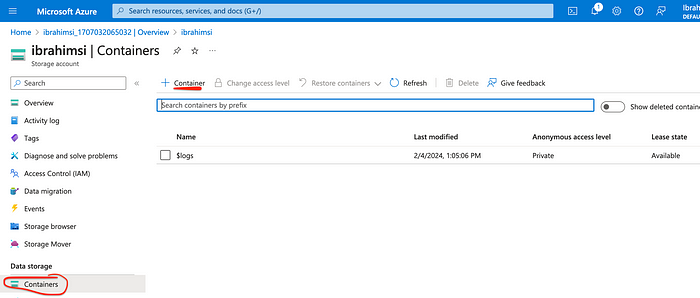 Microsoft Azure
Search resources, services, and docs (G+/)
1
Ibrah
DEFAU
Home > ibrahimsi_1707032065032 | Overview > ibrahimsi
ibrahimsi | Containers
Storage account
Search
Overview
Activity log
Tags
Diagnose and solve problems
Access Control (IAM)
Data migration
Events
Storage browser
Storage Mover
Data storage
Containers
+ Container
Change access level
Restore containers
Refresh
Delete
Give feedback
Search containers by prefix
Show deleted containe
Name Last modified Anonymous access level Lease state
$logs 2/4/2024, 1:05:06 PM Private Available